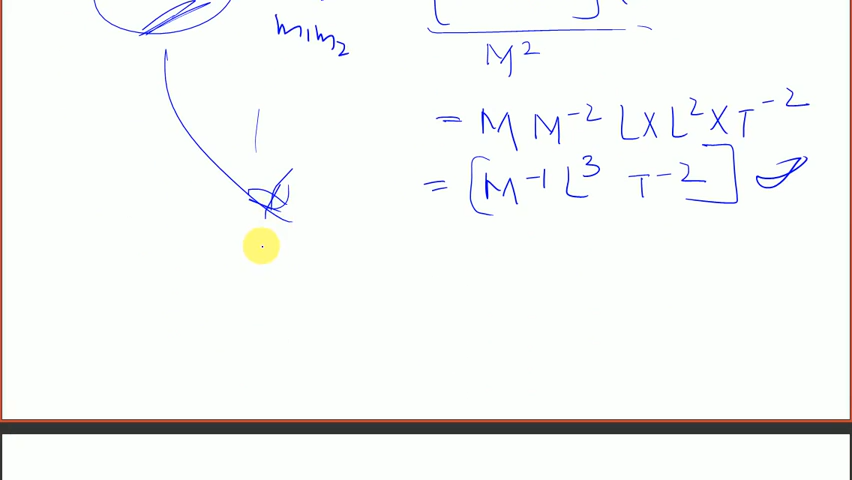 m₁m₂
M²
= M M⁻² L X L² X T⁻²
= [M⁻¹ L³ T⁻²]